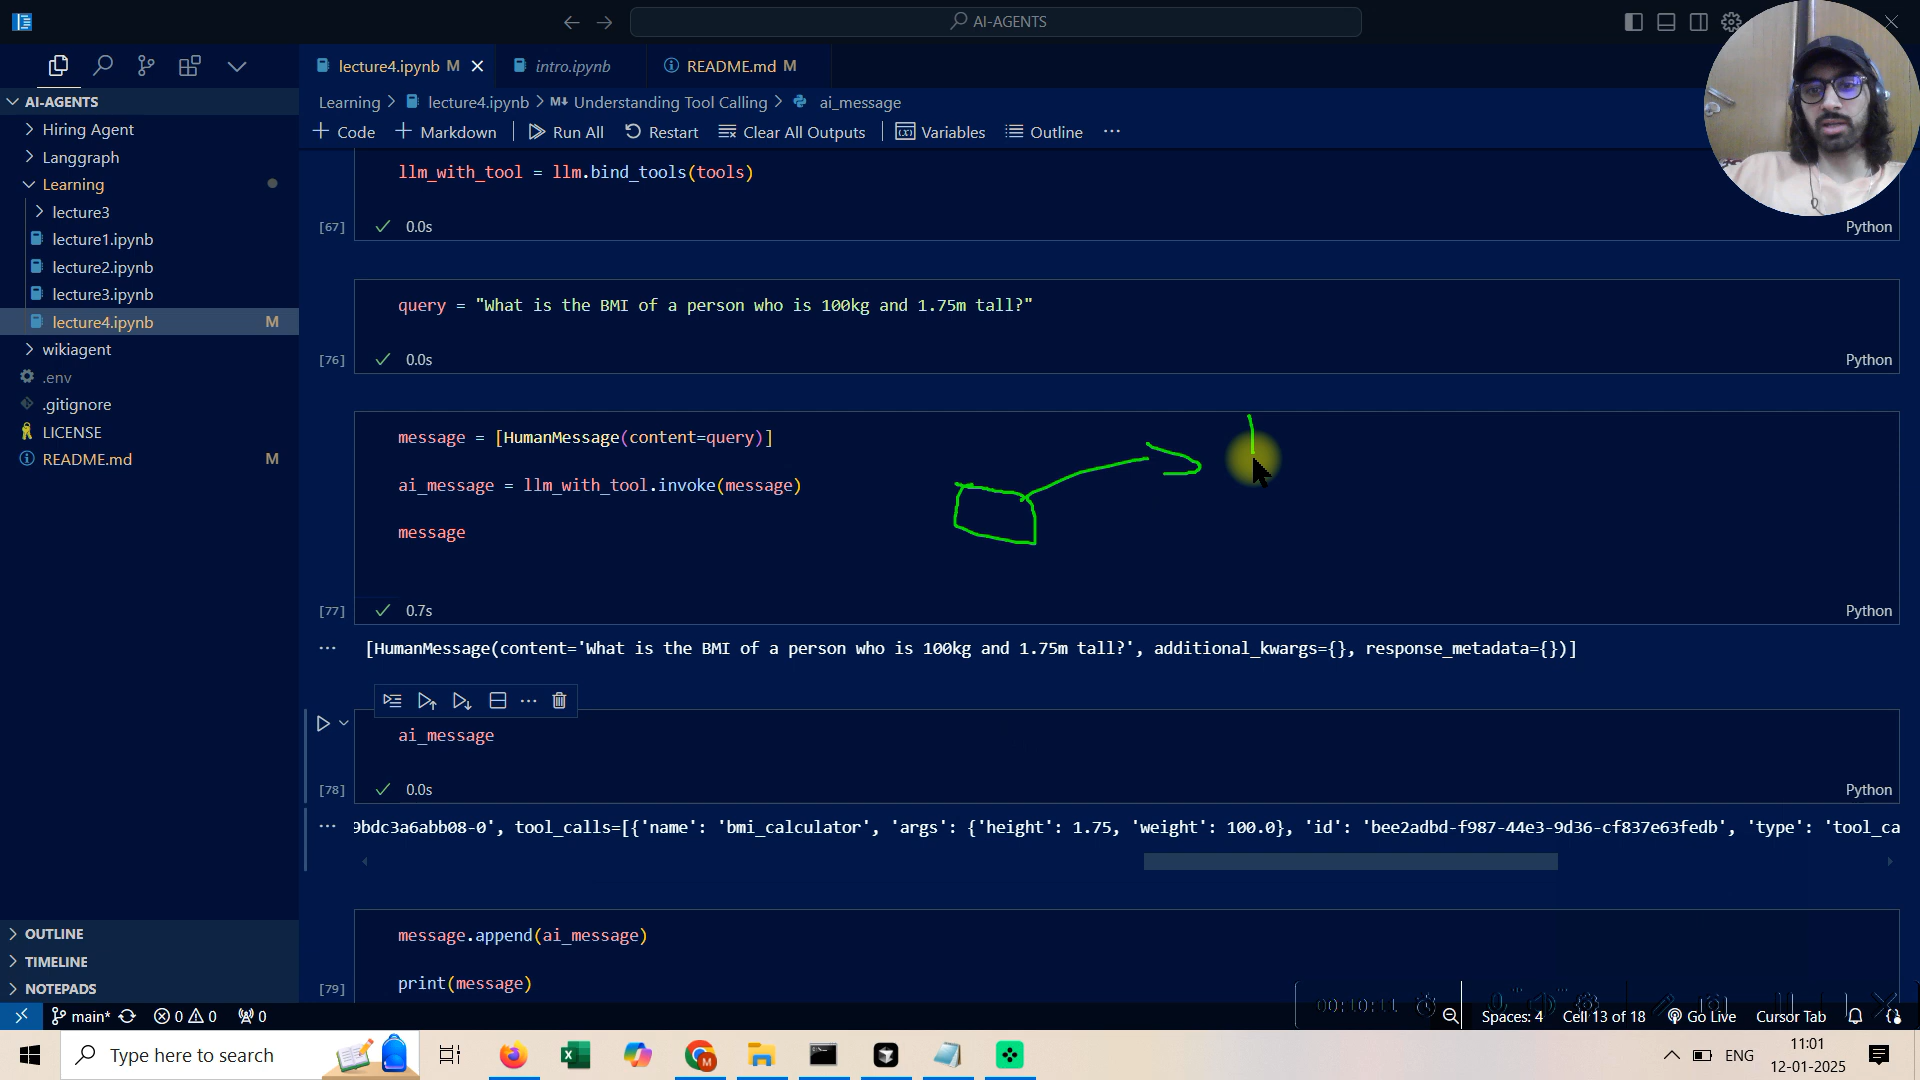 AI-AGENTS
lecture4.ipynb M
intro.ipynb
README.md M
AI-AGENTS
Hiring Agent
Langgraph
Learning
lecture3
lecture1.ipynb
lecture2.ipynb
lecture3.ipynb
lecture4.ipynb M
wikiagent
.env
.gitignore
LICENSE
README.md M
OUTLINE
TIMELINE
NOTEPADS
Learning > lecture4.ipynb > M↓ Understanding Tool Calling > ai_message
+ Code + Markdown Run All Restart Clear All Outputs Variables Outline ...
llm_with_tool = llm.bind_tools(tools)
[67] 0.0s Python
query = "What is the BMI of a person who is 100kg and 1.75m tall?"
[76] 0.0s Python
message = [HumanMessage(content=query)]
ai_message = llm_with_tool.invoke(message)
message
[77] 0.7s Python
[HumanMessage(content='What is the BMI of a person who is 100kg and 1.75m tall?', additional_kwargs={}, response_metadata={})]
ai_message
[78] 0.0s Python
9bdc3a6abb08-0', tool_calls=[{'name': 'bmi_calculator', 'args': {'height': 1.75, 'weight': 100.0}, 'id': 'bee2adbd-f987-44e3-9d36-cf837e63fedb', 'type': 'tool_ca
message.append(ai_message)
print(message)
[79]
00:10:11
main* 0 0 0 Spaces: 4 Cell 13 of 18 Go Live Cursor Tab
Type here to search
ENG
11:01
12-01-2025